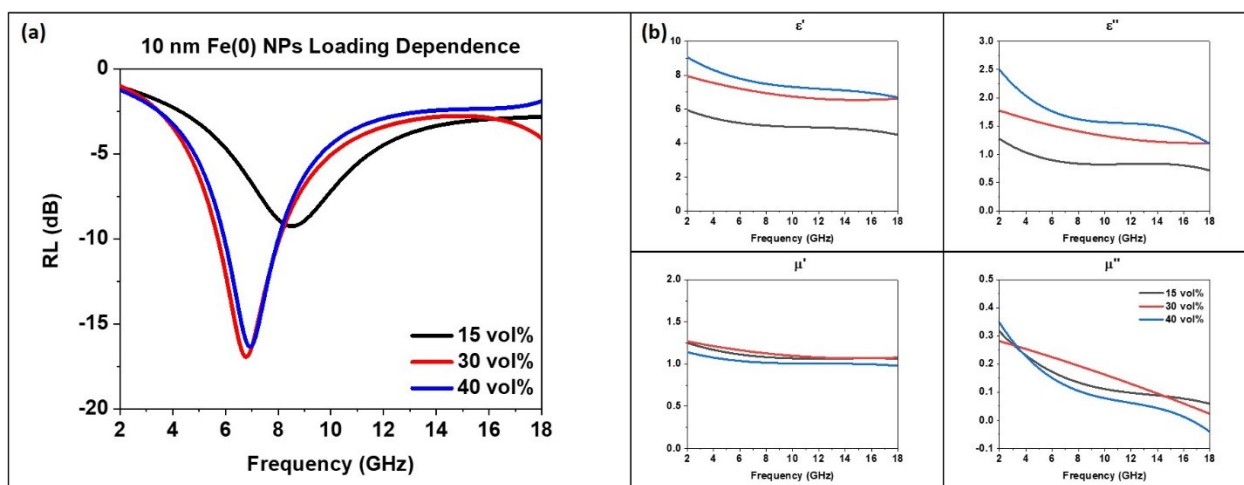 (a)
10 nm Fe(0) NPs Loading Dependence
0
-5
-10
-15
-20
RL (dB)
15 vol%
30 vol%
40 vol%
2 4 6 8 10 12 14 16 18
Frequency (GHz)
(b)
ε'
10
8
6
4
2
0
2 4 6 8 10 12 14 16 18
Frequency (GHz)
ε''
3.0
2.5
2.0
1.5
1.0
0.5
0.0
2 4 6 8 10 12 14 16 18
Frequency (GHz)
μ'
2.0
1.5
1.0
0.5
0.0
2 4 6 8 10 12 14 16 18
Frequency (GHz)
μ''
0.5
0.4
0.3
0.2
0.1
0.0
-0.1
15 vol%
30 vol%
40 vol%
2 4 6 8 10 12 14 16 18
Frequency (GHz)